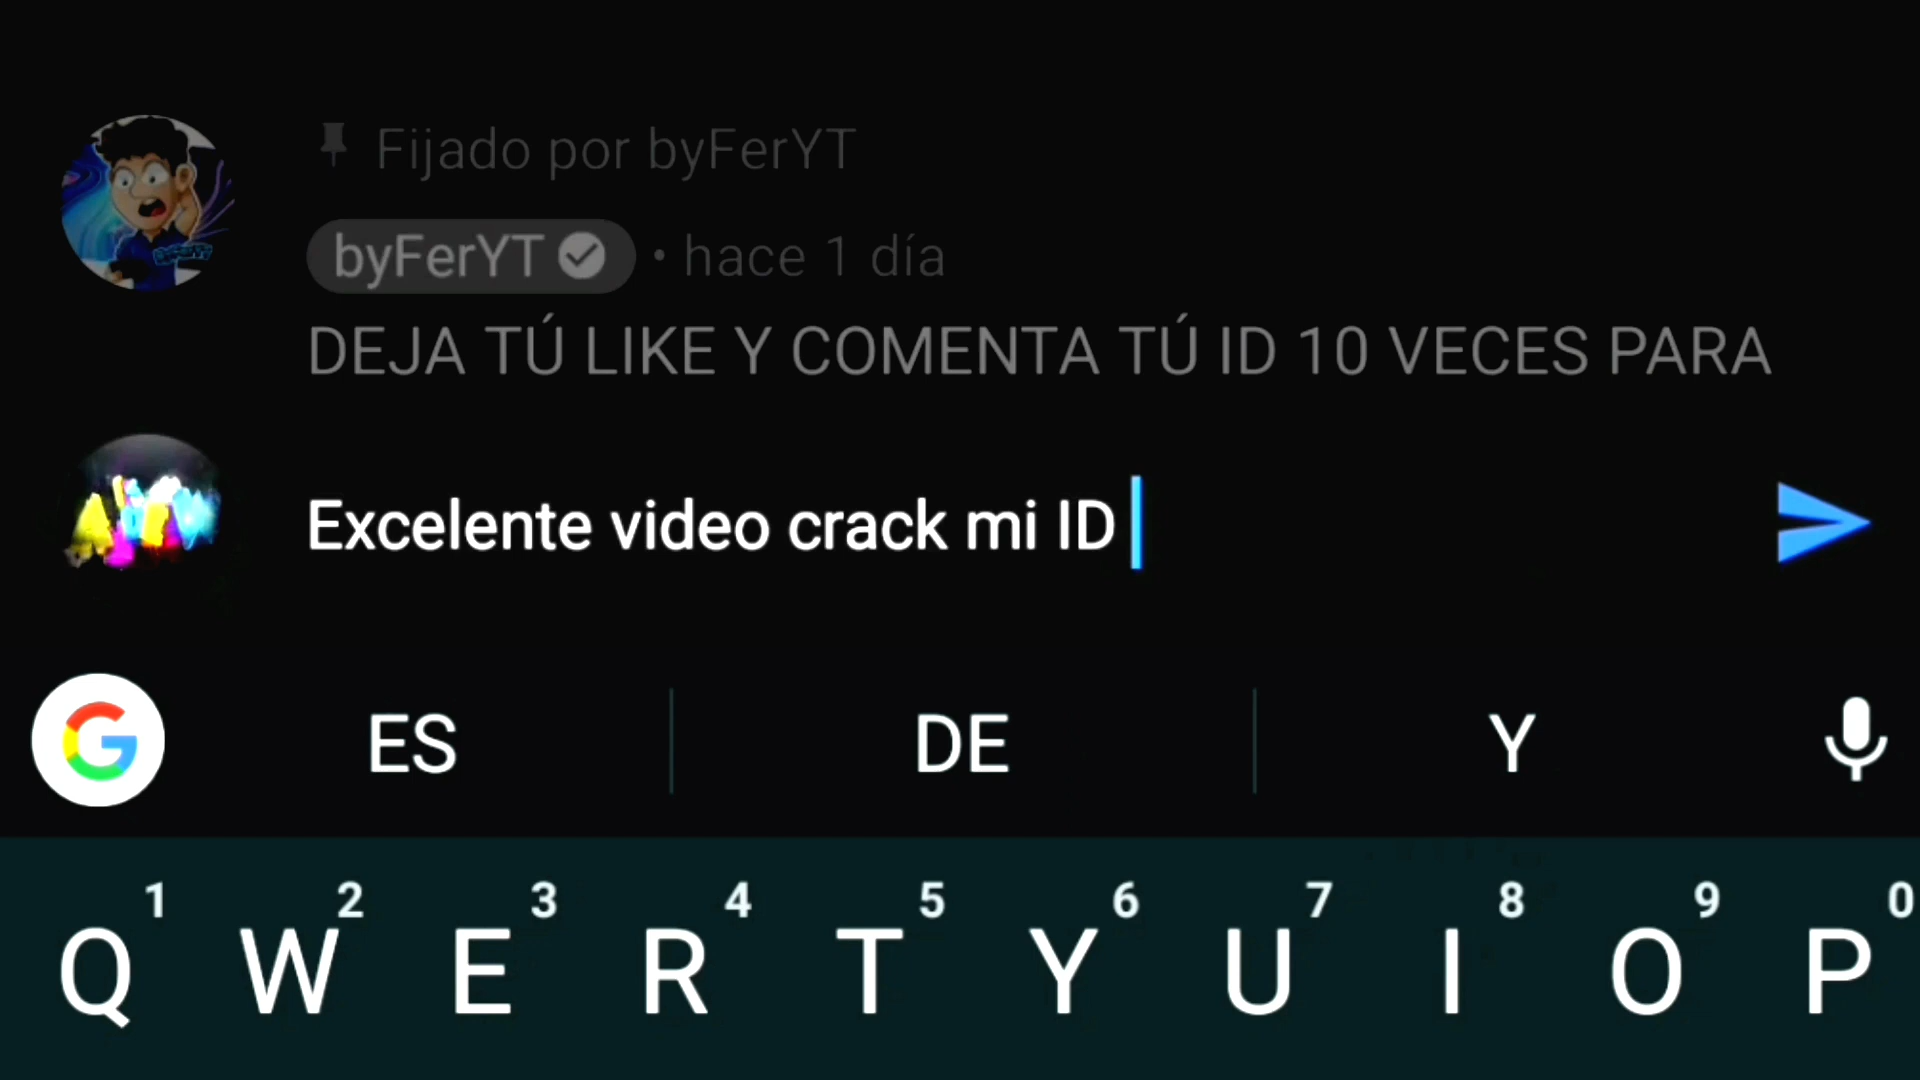 Fijado por byFerYT
byFerYT • hace 1 día
DEJA TÚ LIKE Y COMENTA TÚ ID 10 VECES PARA
Excelente video crack mi ID
ES DE Y
1 2 3 4 5 6 7 8 9 0
Q W E R T Y U I O P